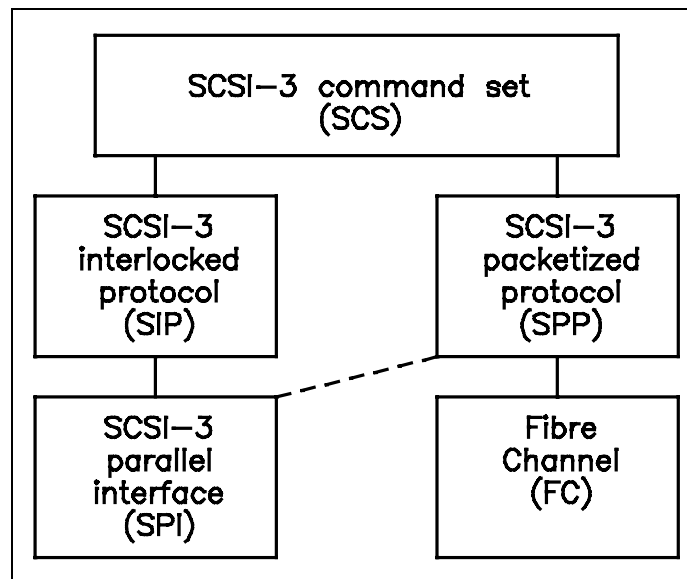 SCSI-3 command set
(SCS)
SCSI-3
interlocked
protocol
(SIP)
SCSI-3
packetized
protocol
(SPP)
SCSI-3
parallel
interface
(SPI)
Fibre
Channel
(FC)